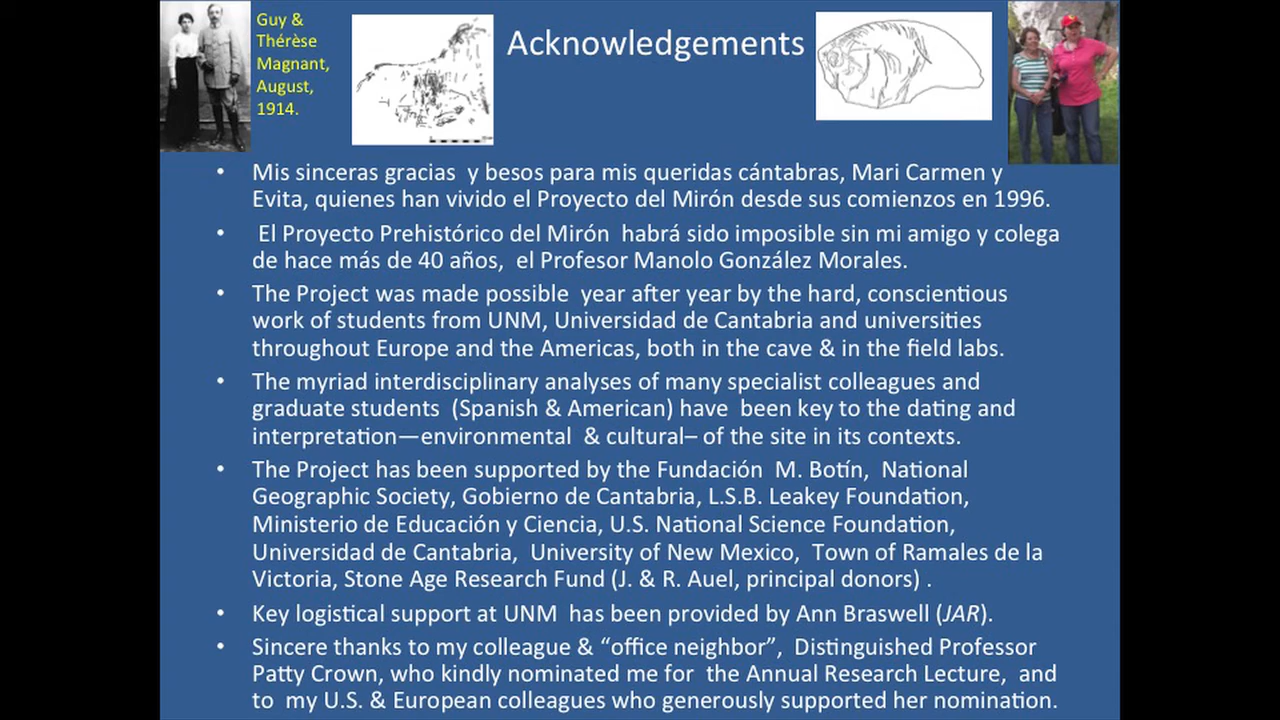 Guy &
Thérèse
Magnant,
August,
1914.
Acknowledgements
• Mis sinceras gracias y besos para mis queridas cántabras, Mari Carmen y
Evita, quienes han vivido el Proyecto del Mirón desde sus comienzos en 1996.
• El Proyecto Prehistórico del Mirón habrá sido imposible sin mi amigo y colega
de hace más de 40 años, el Profesor Manolo González Morales.
• The Project was made possible year after year by the hard, conscientious
work of students from UNM, Universidad de Cantabria and universities
throughout Europe and the Americas, both in the cave & in the field labs.
• The myriad interdisciplinary analyses of many specialist colleagues and
graduate students (Spanish & American) have been key to the dating and
interpretation—environmental & cultural– of the site in its contexts.
• The Project has been supported by the Fundación M. Botín, National
Geographic Society, Gobierno de Cantabria, L.S.B. Leakey Foundation,
Ministerio de Educación y Ciencia, U.S. National Science Foundation,
Universidad de Cantabria, University of New Mexico, Town of Ramales de la
Victoria, Stone Age Research Fund (J. & R. Auel, principal donors) .
• Key logistical support at UNM has been provided by Ann Braswell (JAR).
• Sincere thanks to my colleague & “office neighbor”, Distinguished Professor
Patty Crown, who kindly nominated me for the Annual Research Lecture, and
to my U.S. & European colleagues who generously supported her nomination.